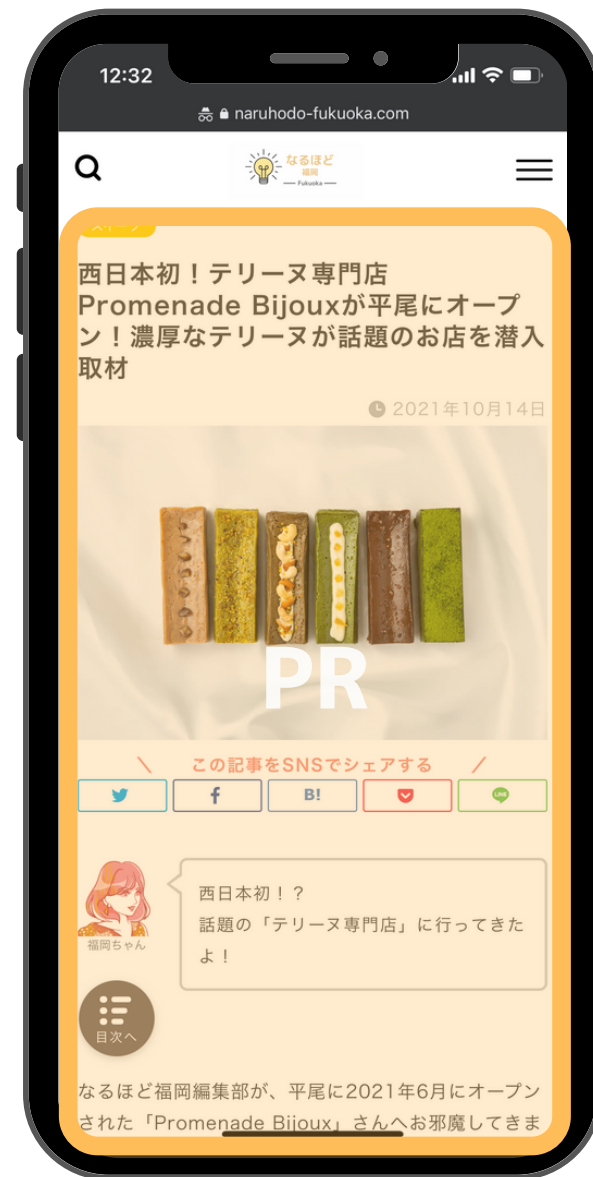 12:32
naruhodo-fukuoka.com
なるほど
福岡
Fukuoka
スイーツ
西日本初！テリーヌ専門店
Promenade Bijouxが平尾にオープ
ン！濃厚なテリーヌが話題のお店を潜入
取材
2021年10月14日
PR
＼ この記事をSNSでシェアする ／
f
B!
LINE
西日本初！？
話題の「テリーヌ専門店」に行ってきた
よ！
福岡ちゃん
目次へ
なるほど福岡編集部が、平尾に2021年6月にオープン
された「Promenade Bijoux」さんへお邪魔してきま